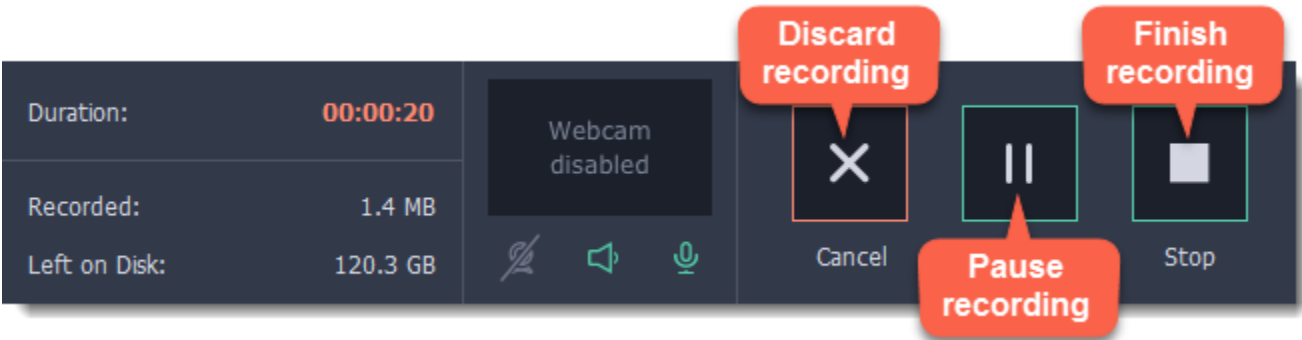 Discard
recording
Finish
recording
Duration: 00:00:20
Webcam
disabled
Recorded: 1.4 MB
Left on Disk: 120.3 GB
Cancel
Pause
recording
Stop